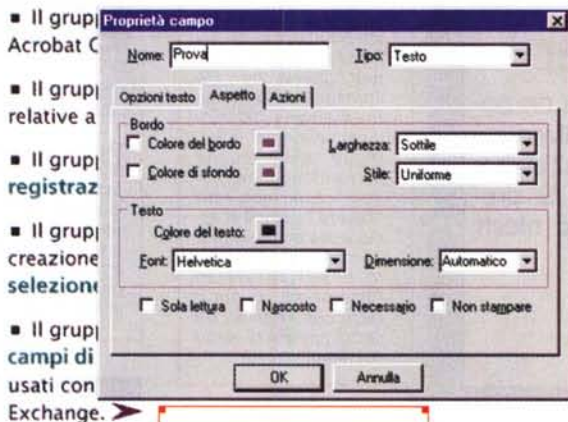 ■ Il grupp
Acrobat C
■ Il grupp
relative a
■ Il grupp
registraz
■ Il grupp
creazione
selezion
■ Il grupp
campi di
usati con
Exchange. ➤
Proprietà campo
Nome: Prova Tipo: Testo
Opzioni testo Aspetto Azioni
Bordo
Colore del bordo Larghezza: Sottile
Colore di sfondo Stile: Uniforme
Testo
Colore del testo:
Font: Helvetica Dimensione: Automatico
Sola lettura Nascosto Necessario Non stampare
OK Annulla